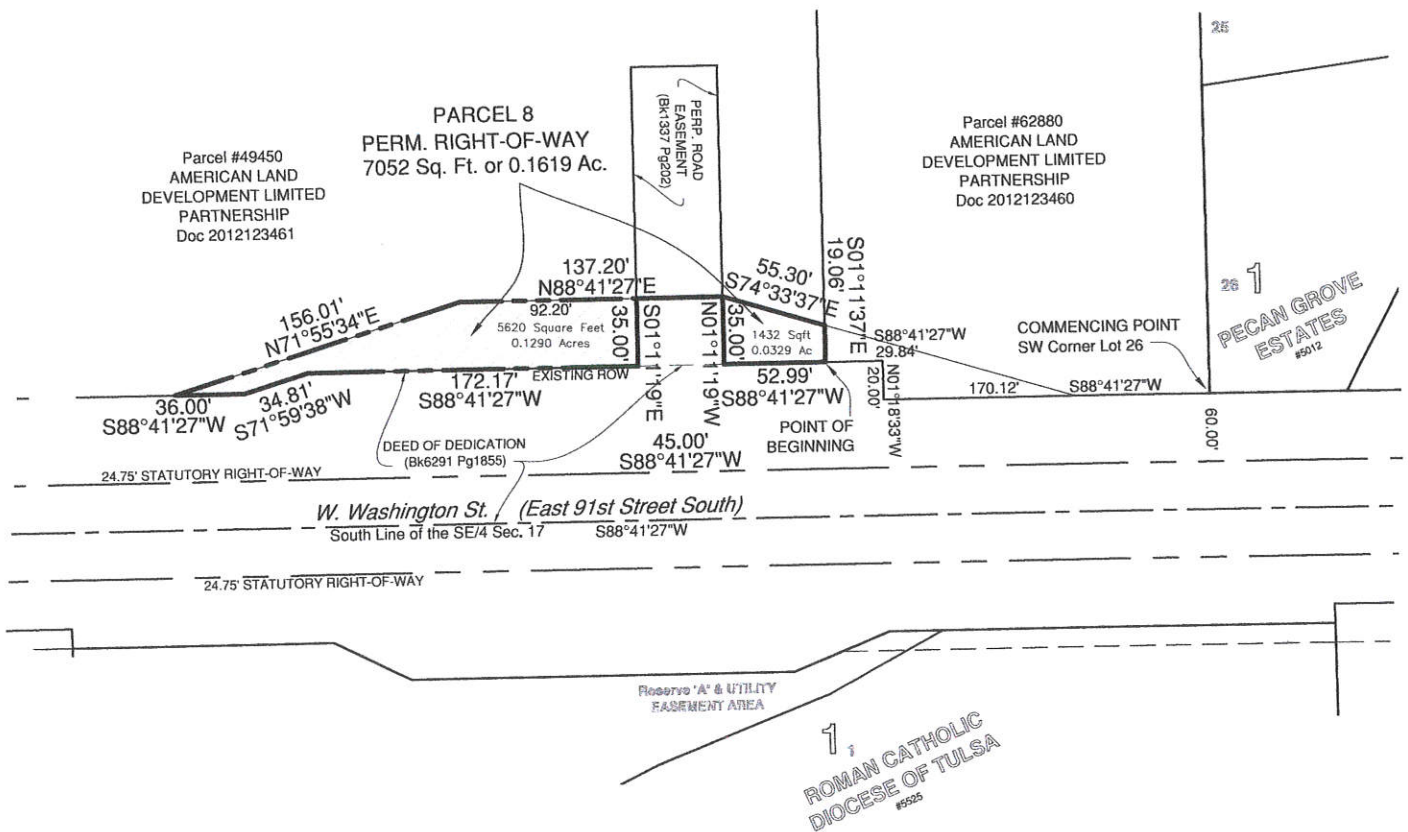 25
PARCEL 8
PERM. RIGHT-OF-WAY
7052 Sq. Ft. or 0.1619 Ac.
Parcel #49450
AMERICAN LAND
DEVELOPMENT LIMITED
PARTNERSHIP
Doc 2012123461
PERP. ROAD
EASEMENT
(Bk1337 Pg202)
Parcel #62880
AMERICAN LAND
DEVELOPMENT LIMITED
PARTNERSHIP
Doc 2012123460
156.01'
N71°55'34"E
137.20'
N88°41'27"E
92.20'
5620 Square Feet
0.1290 Acres
35.00'
S01°11'19"E
N01°11'19"W
35.00'
55.30'
S74°33'37"E
1432 Sqft
0.0329 Ac
S01°11'37"E
19.06'
S88°41'27"W
29.84'
20.00'
N01°18'33"W
COMMENCING POINT
SW Corner Lot 26
26
1
PECAN GROVE
ESTATES
#5012
36.00'
S88°41'27"W
34.81'
S71°59'38"W
172.17'
EXISTING ROW
S88°41'27"W
52.99'
S88°41'27"W
170.12'
S88°41'27"W
60.00'
DEED OF DEDICATION
(Bk6291 Pg1855)
45.00'
S88°41'27"W
POINT OF
BEGINNING
24.75' STATUTORY RIGHT-OF-WAY
W. Washington St. (East 91st Street South)
South Line of the SE/4 Sec. 17
S88°41'27"W
24.75' STATUTORY RIGHT-OF-WAY
Reserve 'A' & UTILITY
EASEMENT AREA
1
1
ROMAN CATHOLIC
DIOCESE OF TULSA
#5525